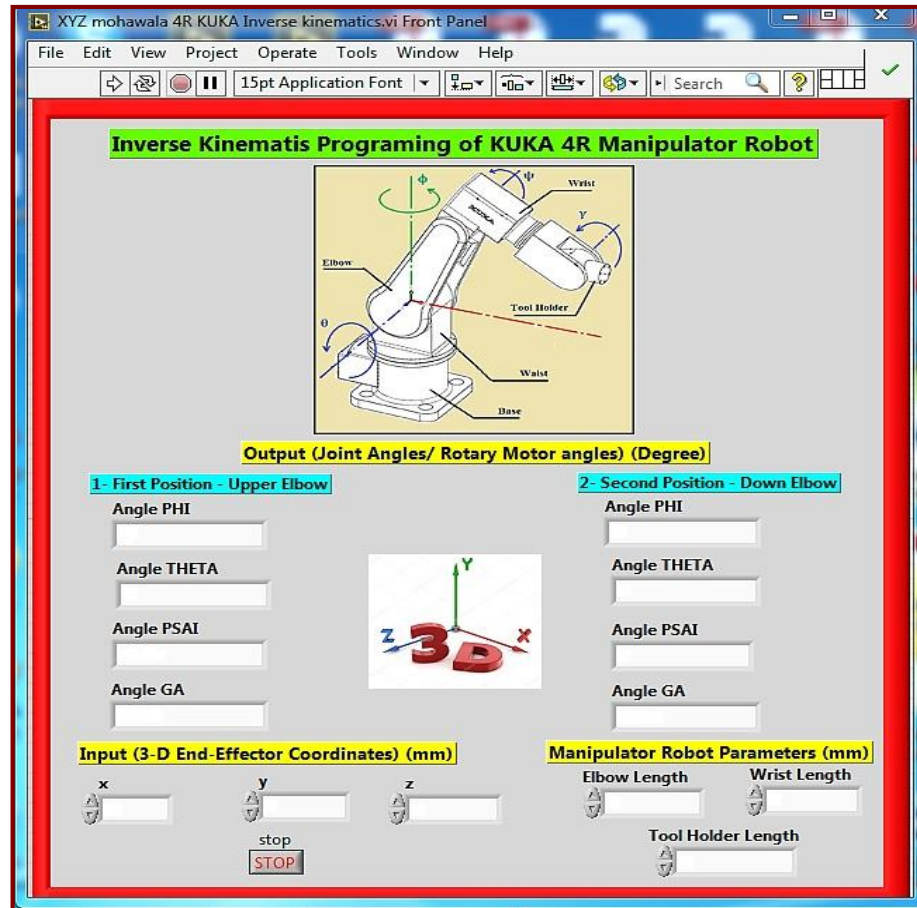 XYZ mohawala 4R KUKA Inverse kinematics.vi Front Panel
File Edit View Project Operate Tools Window Help
15pt Application Font
Search
Inverse Kinematis Programing of KUKA 4R Manipulator Robot
ϕ
ψ
Wrist
KUKA
γ
Elbow
Tool Holder
θ
Waist
Base
Output (Joint Angles/ Rotary Motor angles) (Degree)
1- First Position - Upper Elbow
2- Second Position - Down Elbow
Angle PHI
Angle PHI
Angle THETA
Angle THETA
Y
Angle PSAI
Angle PSAI
Z
3D
X
Angle GA
Angle GA
Input (3-D End-Effector Coordinates) (mm)
Manipulator Robot Parameters (mm)
x
y
z
Elbow Length
Wrist Length
stop
STOP
Tool Holder Length